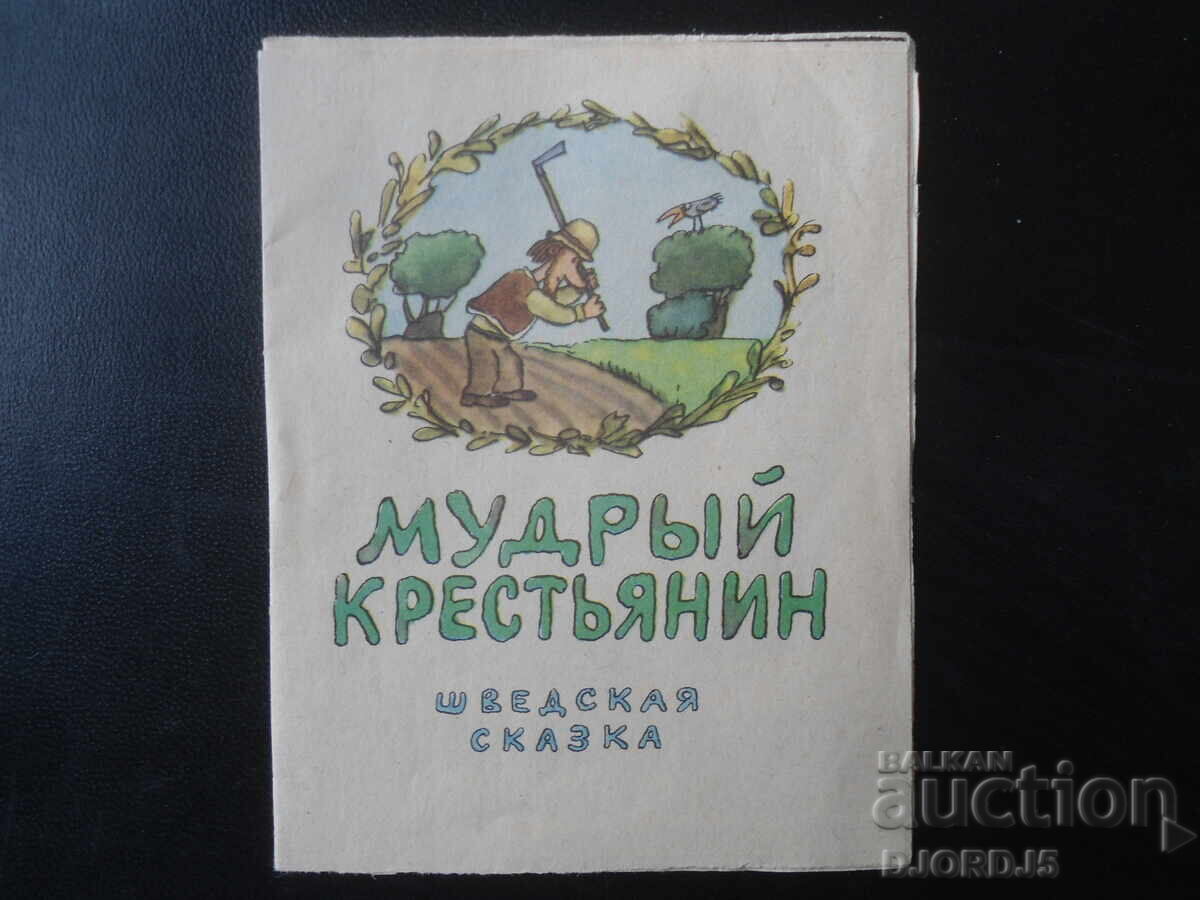 МУДРЫЙ
КРЕСТЬЯНИН
ШВЕДСКАЯ
СКАЗКА
BALKAN
auction
DJORDJ5